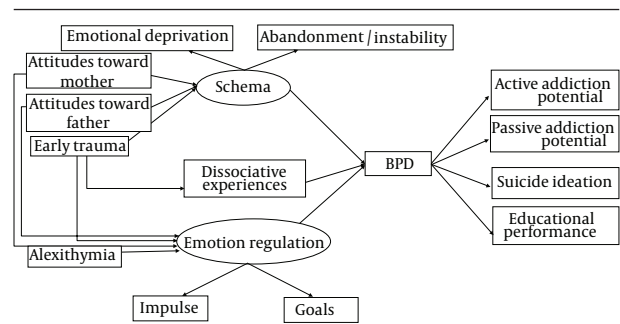 Emotional deprivation
Abandonment / instability
Attitudes toward
mother
Schema
Attitudes toward
father
Early trauma
Active addiction
potential
Passive addiction
potential
BPD
Dissociative
experiences
Suicide ideation
Educational
performance
Emotion regulation
Alexithymia
Impulse
Goals